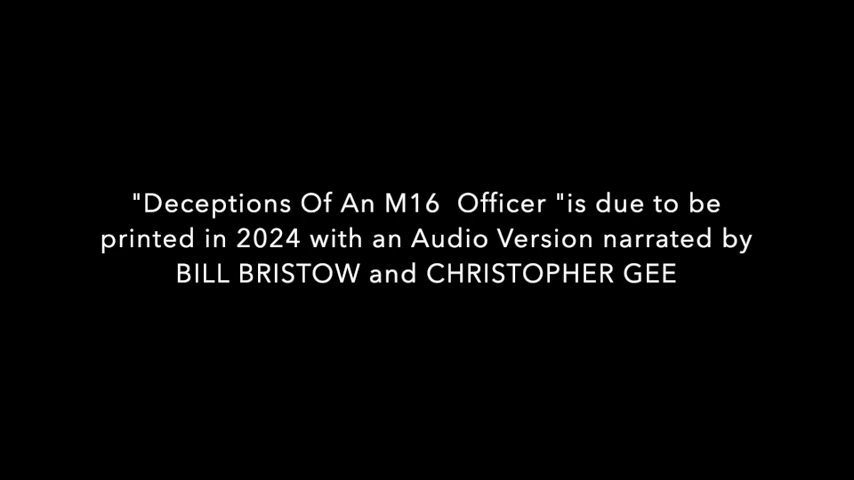 "Deceptions Of An M16  Officer "is due to be
printed in 2024 with an Audio Version narrated by
BILL BRISTOW and CHRISTOPHER GEE